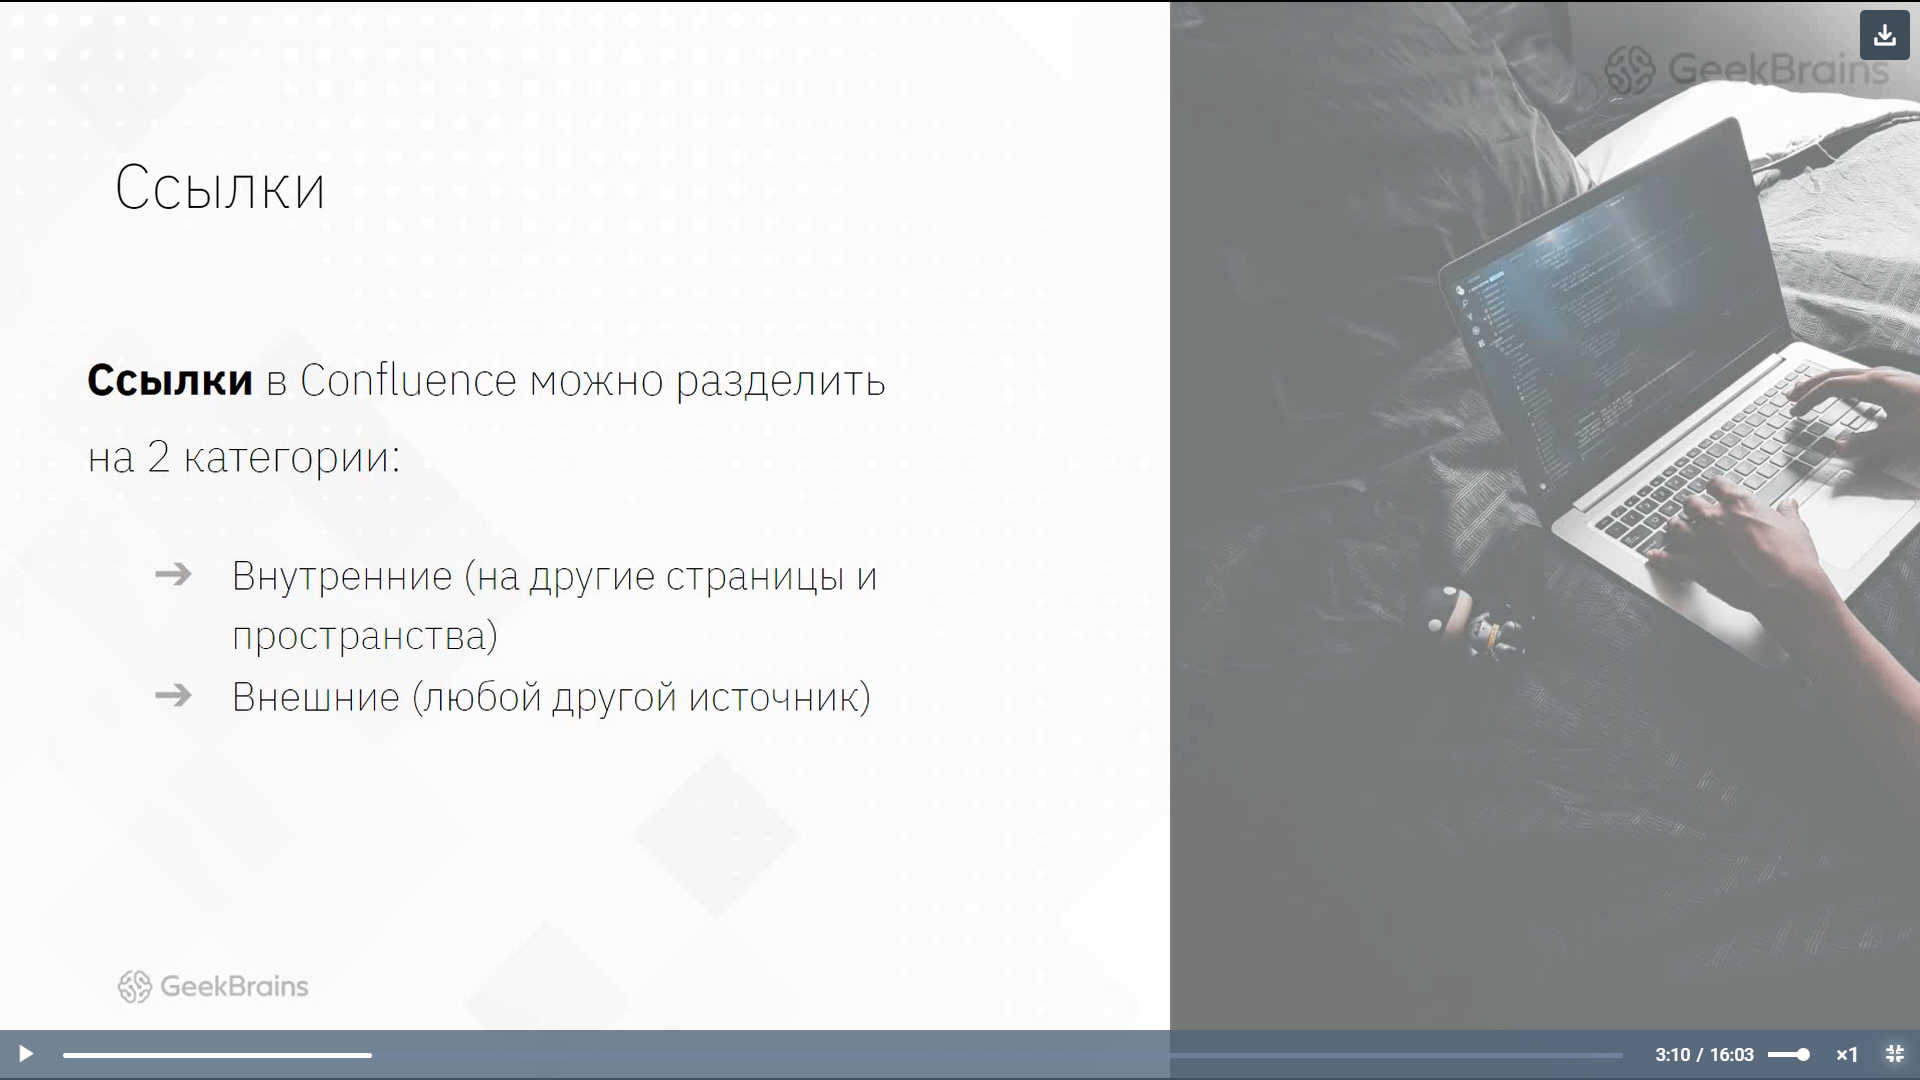 GeekBrains
Ссылки
Ссылки в Confluence можно разделить
на 2 категории:
➔ Внутренние (на другие страницы и
пространства)
➔ Внешние (любой другой источник)
GeekBrains
3:10 / 16:03 ×1